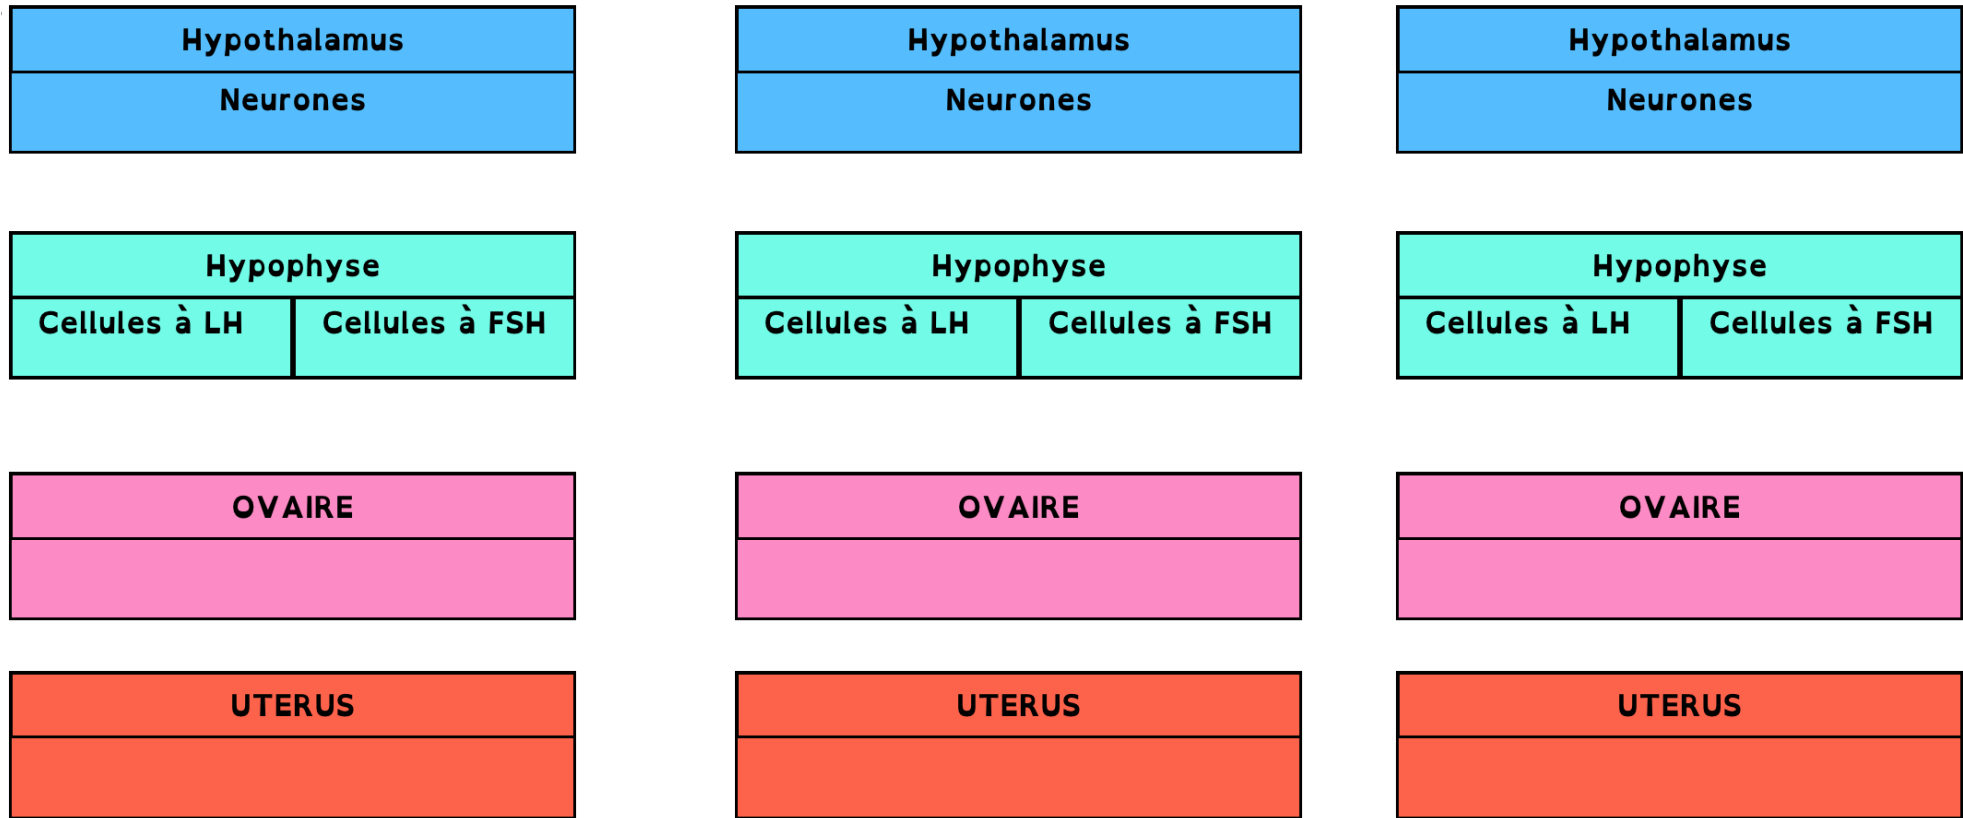 Hypothalamus
Neurones
Hypophyse
Cellules à LH
Cellules à FSH
OVAIRE
UTERUS
Hypothalamus
Neurones
Hypophyse
Cellules à LH
Cellules à FSH
OVAIRE
UTERUS
Hypothalamus
Neurones
Hypophyse
Cellules à LH
Cellules à FSH
OVAIRE
UTERUS